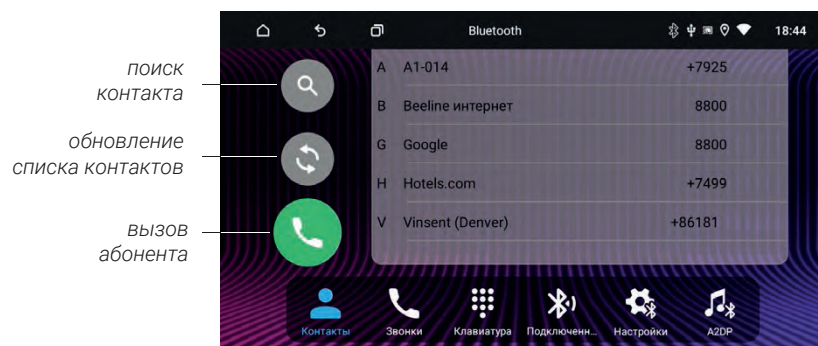 Bluetooth
18:44
поиск
контакта
обновление
списка контактов
вызов
абонента
A A1-014 +7925
B Beeline интернет 8800
G Google 8800
H Hotels.com +7499
V Vinsent (Denver) +86181
Контакты Звонки Клавиатура Подключенн... Настройки A2DP